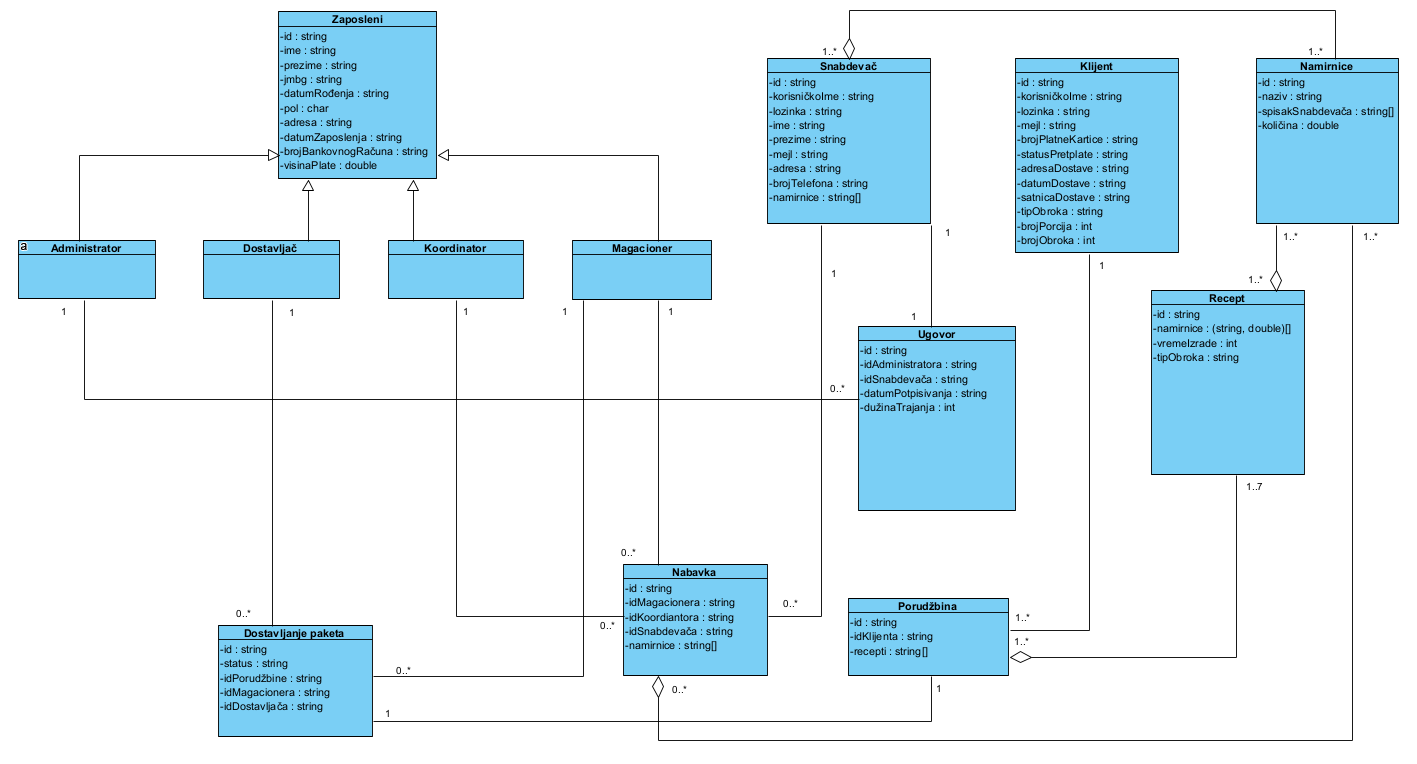 Zaposleni
-id : string
-ime : string
-prezime : string
-jmbg : string
-datumRođenja : string
-pol : char
-adresa : string
-datumZaposlenja : string
-brojBankovnogRačuna : string
-visinaPlate : double
1..*
1..*
Snabdevač
-id : string
-korisničkoIme : string
-lozinka : string
-ime : string
-prezime : string
-mejl : string
-adresa : string
-brojTelefona : string
-namirnice : string[]
Klijent
-id : string
-korisničkoIme : string
-lozinka : string
-mejl : string
-brojPlatneKartice : string
-statusPretplate : string
-adresaDostave : string
-datumDostave : string
-satnicaDostave : string
-tipObroka : string
-brojPorcija : int
-brojObroka : int
Namirnice
-id : string
-naziv : string
-spisakSnabdevača : string[]
-količina : double
a
Administrator
Dostavljač
Koordinator
Magacioner
1
1..*
1..*
1
1
1..*
1
1
1
1
1
1
Recept
-id : string
-namirnice : (string, double)[]
-vremeIzrade : int
-tipObroka : string
Ugovor
-id : string
-idAdministratora : string
-idSnabdevača : string
-datumPotpisivanja : string
-dužinaTrajanja : int
0..*
1..7
0..*
Nabavka
-id : string
-idMagacionera : string
-idKoordiantora : string
-idSnabdevača : string
-namirnice : string[]
0..*
0..*
0..*
Porudžbina
-id : string
-idKlijenta : string
-recepti : string[]
1..*
1..*
0..*
Dostavljanje paketa
-id : string
-status : string
-idPorudžbine : string
-idMagacionera : string
-idDostavljača : string
0..*
1
1